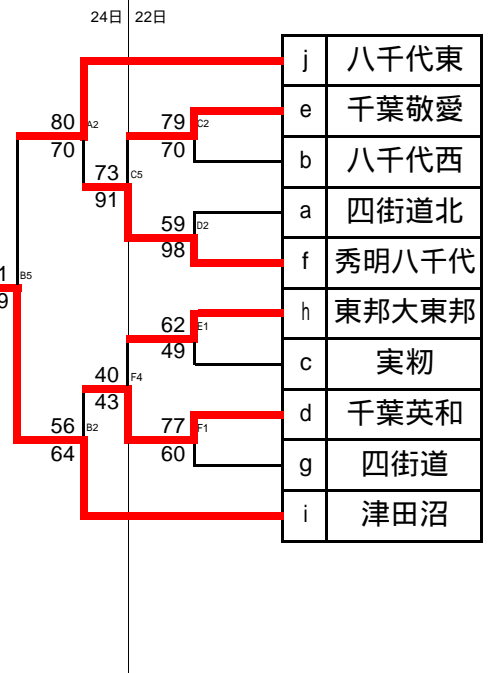 24日 22日
j 八千代東
e 千葉敬愛
b 八千代西
a 四街道北
f 秀明八千代
h 東邦大東邦
c 実籾
d 千葉英和
g 四街道
i 津田沼
80 A2
70
79 C2
70
73 C5
91
59 D2
98
1 B5
9
62 E1
49
40 F4
43
56 B2
64
77 F1
60